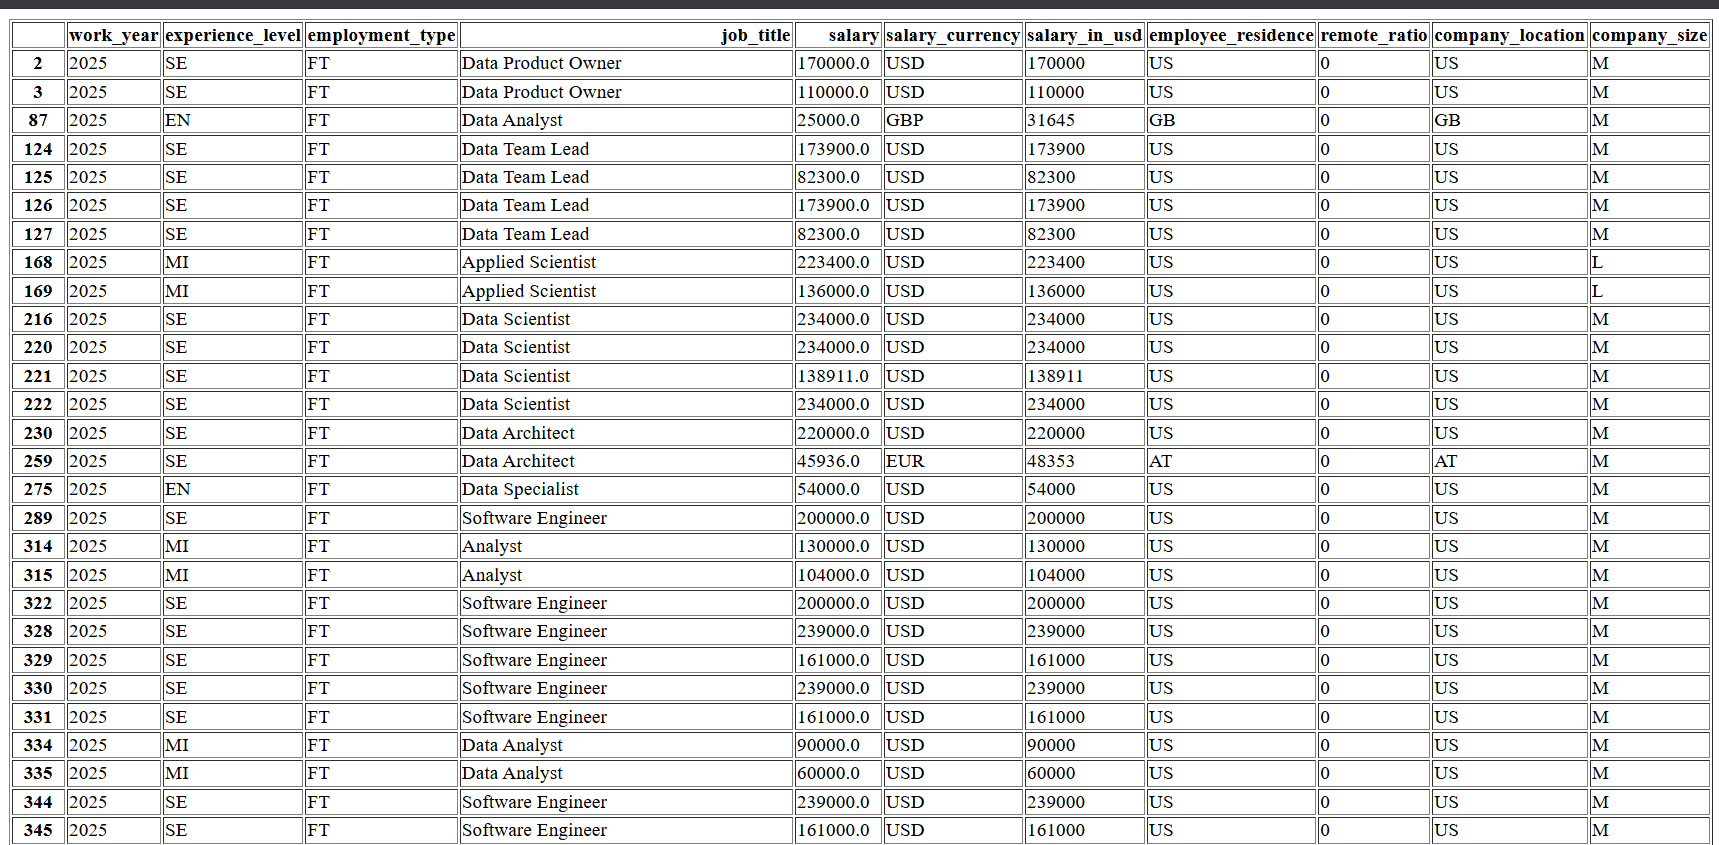 work_year experience_level employment_type job_title salary salary_currency salary_in_usd employee_residence remote_ratio company_location company_size
2 2025 SE FT Data Product Owner 170000.0 USD 170000 US 0 US M
3 2025 SE FT Data Product Owner 110000.0 USD 110000 US 0 US M
87 2025 EN FT Data Analyst 25000.0 GBP 31645 GB 0 GB M
124 2025 SE FT Data Team Lead 173900.0 USD 173900 US 0 US M
125 2025 SE FT Data Team Lead 82300.0 USD 82300 US 0 US M
126 2025 SE FT Data Team Lead 173900.0 USD 173900 US 0 US M
127 2025 SE FT Data Team Lead 82300.0 USD 82300 US 0 US M
168 2025 MI FT Applied Scientist 223400.0 USD 223400 US 0 US L
169 2025 MI FT Applied Scientist 136000.0 USD 136000 US 0 US L
216 2025 SE FT Data Scientist 234000.0 USD 234000 US 0 US M
220 2025 SE FT Data Scientist 234000.0 USD 234000 US 0 US M
221 2025 SE FT Data Scientist 138911.0 USD 138911 US 0 US M
222 2025 SE FT Data Scientist 234000.0 USD 234000 US 0 US M
230 2025 SE FT Data Architect 220000.0 USD 220000 US 0 US M
259 2025 SE FT Data Architect 45936.0 EUR 48353 AT 0 AT M
275 2025 EN FT Data Specialist 54000.0 USD 54000 US 0 US M
289 2025 SE FT Software Engineer 200000.0 USD 200000 US 0 US M
314 2025 MI FT Analyst 130000.0 USD 130000 US 0 US M
315 2025 MI FT Analyst 104000.0 USD 104000 US 0 US M
322 2025 SE FT Software Engineer 200000.0 USD 200000 US 0 US M
328 2025 SE FT Software Engineer 239000.0 USD 239000 US 0 US M
329 2025 SE FT Software Engineer 161000.0 USD 161000 US 0 US M
330 2025 SE FT Software Engineer 239000.0 USD 239000 US 0 US M
331 2025 SE FT Software Engineer 161000.0 USD 161000 US 0 US M
334 2025 MI FT Data Analyst 90000.0 USD 90000 US 0 US M
335 2025 MI FT Data Analyst 60000.0 USD 60000 US 0 US M
344 2025 SE FT Software Engineer 239000.0 USD 239000 US 0 US M
345 2025 SE FT Software Engineer 161000.0 USD 161000 US 0 US M